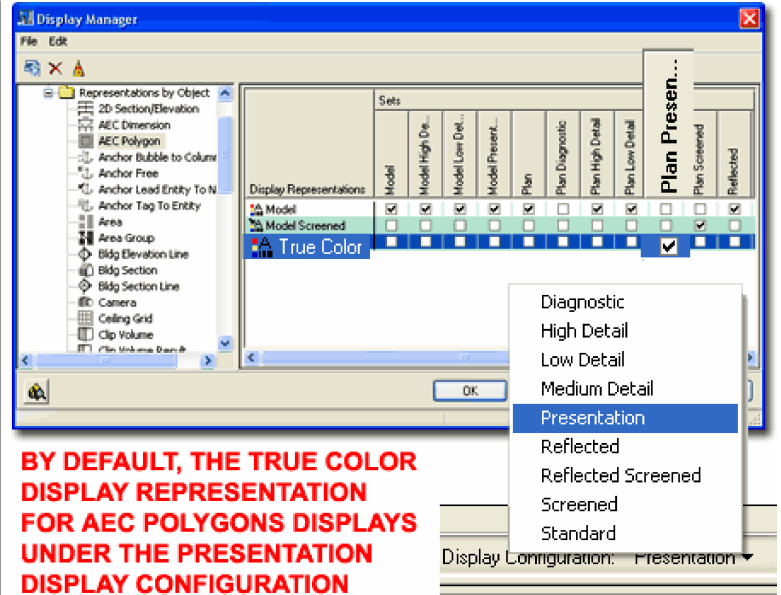 Display Manager
File Edit
Representations by Object
2D Section/Elevation
AEC Dimension
AEC Polygon
Anchor Bubble to Column
Anchor Free
Anchor Lead Entity To N
Anchor Tag To Entity
Area
Area Group
Bldg Elevation Line
Bldg Section
Bldg Section Line
Camera
Ceiling Grid
Clip Volume
Clip Volume Result
Sets
Display Representations
Model
Model High De...
Model Low Det...
Model Present...
Plan
Plan Diagnostic
Plan High Detail
Plan Low Detail
Plan Presen...
Plan Screened
Reflected
Model
Model Screened
True Color
OK
Diagnostic
High Detail
Low Detail
Medium Detail
Presentation
Reflected
Reflected Screened
Screened
Standard
Display Configuration: Presentation
BY DEFAULT, THE TRUE COLOR
DISPLAY REPRESENTATION
FOR AEC POLYGONS DISPLAYS
UNDER THE PRESENTATION
DISPLAY CONFIGURATION